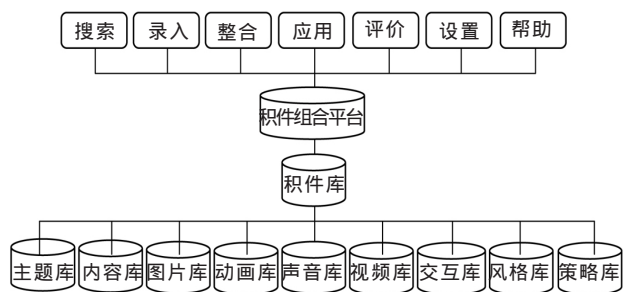 搜索 录入 整合 应用 评价 设置 帮助
积件组合平台
积件库
主题库 内容库 图片库 动画库 声音库 视频库 交互库 风格库 策略库